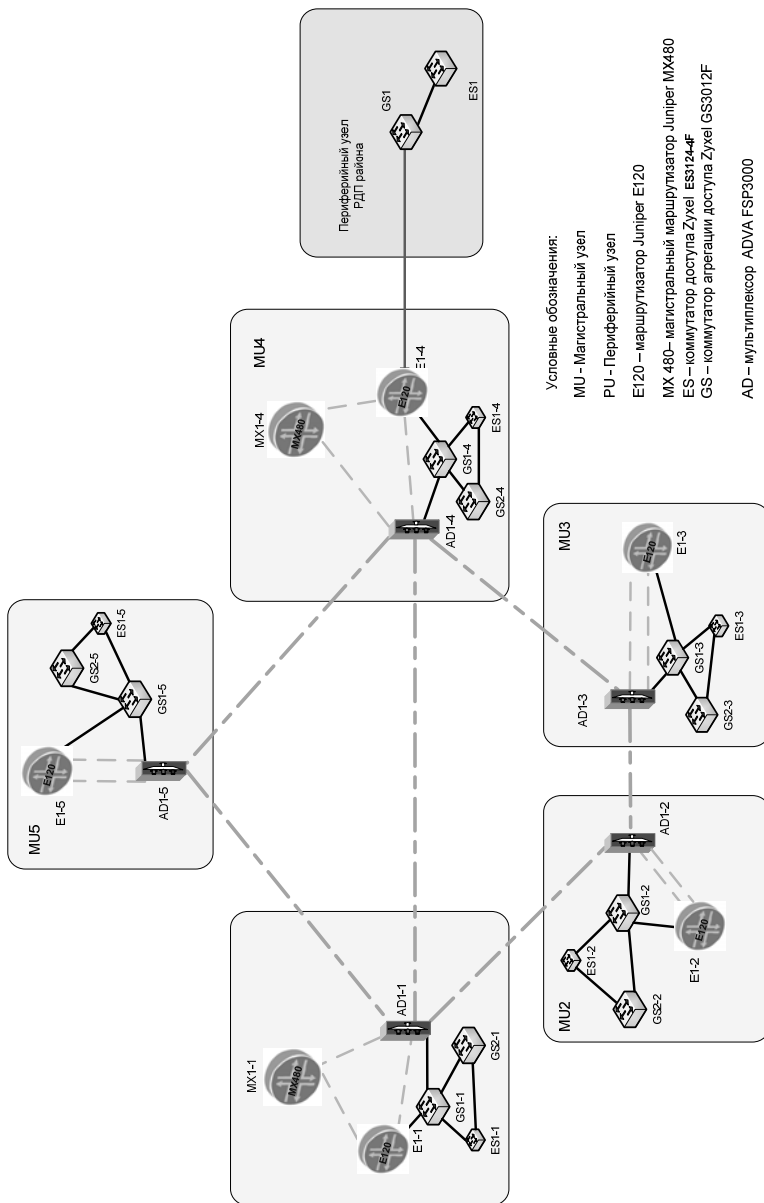 MU5
E120
E1-5
GS2-5
ES1-5
GS1-5
AD1-5
MX480
MX1-1
E120
E1-1
AD1-1
GS1-1
GS2-1
ES1-1
MU4
MX480
MX1-4
E120
E1-4
GS1-4
ES1-4
GS2-4
AD1-4
Периферийный узел
РДП района
GS1
ES1
MU2
ES1-2
GS2-2
GS1-2
AD1-2
E120
E1-2
MU3
AD1-3
E120
E1-3
GS1-3
ES1-3
GS2-3
Условные обозначения:
MU - Магистральный узел
PU - Периферийный узел
E120 – маршрутизатор Juniper E120
MX 480– магистральный маршрутизатор Juniper MX480
ES – коммутатор доступа Zyxel ES3124-4F
GS – коммутатор агрегации доступа Zyxel GS3012F
AD – мультиплексор ADVA FSP3000